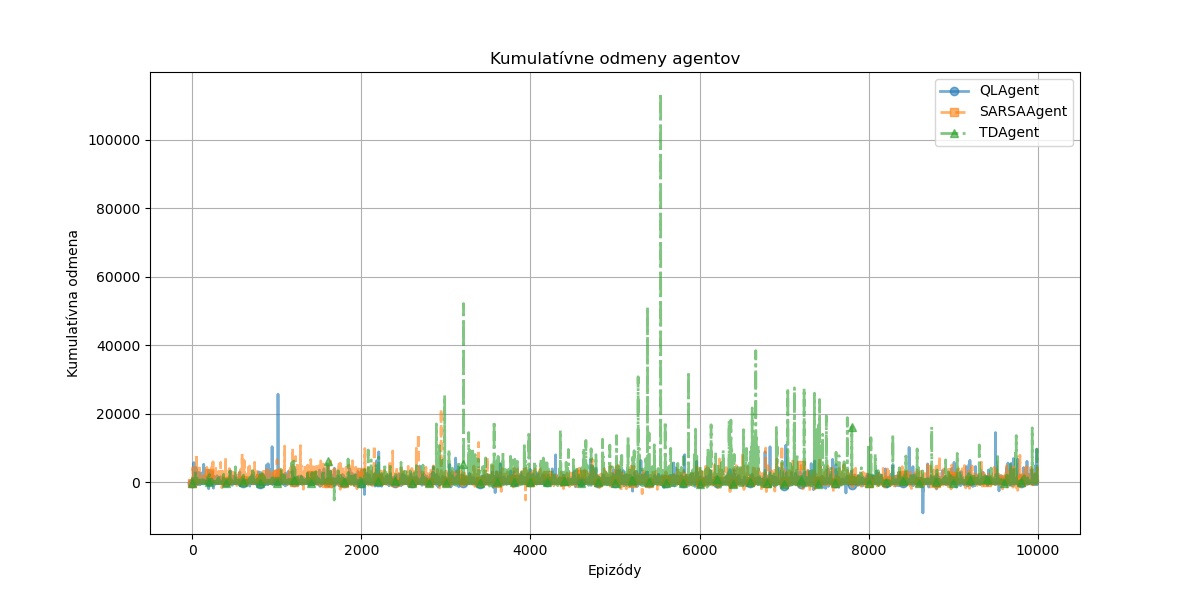 Kumulatívne odmeny agentov
QLAgent
SARSAAgent
TDAgent
Kumulatívna odmena
100000
80000
60000
40000
20000
0
0
2000
4000
6000
8000
10000
Epizódy